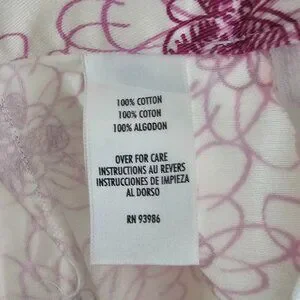 100% COTTON
100% COTON
100% ALGODON
OVER FOR CARE
INSTRUCTIONS AU REVERS
INSTRUCCIONES DE IMPIEZA
AL DORSO
RN 93986